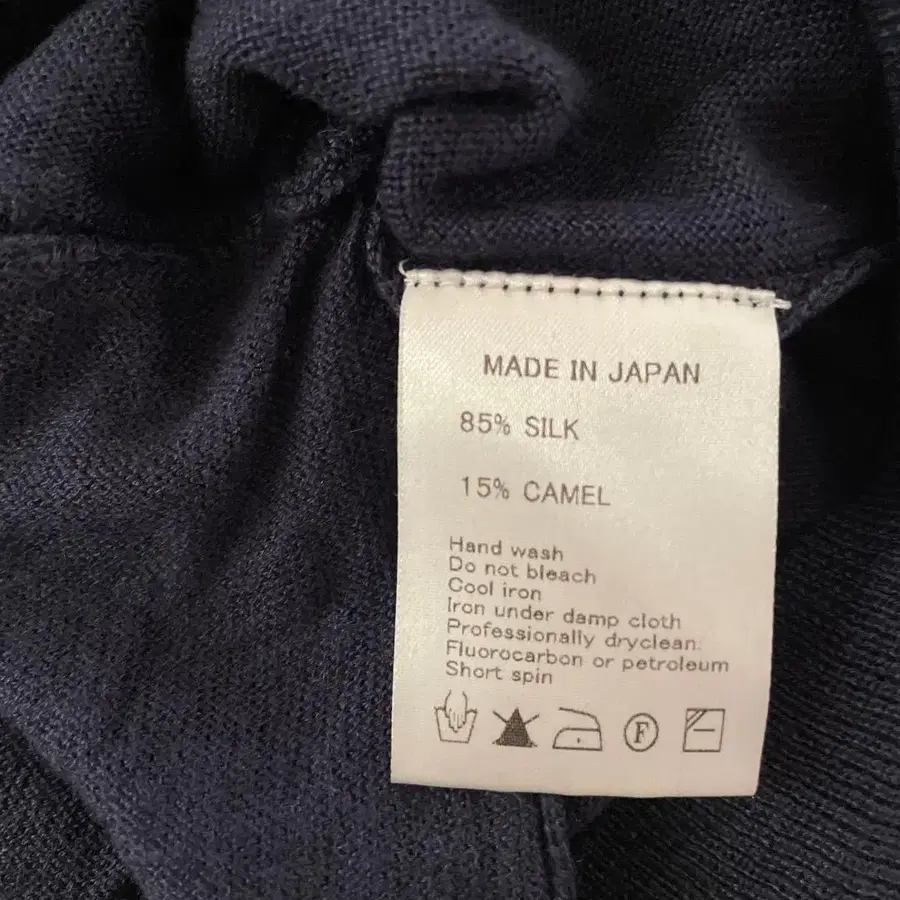 MADE IN JAPAN
85% SILK
15% CAMEL
Hand wash
Do not bleach
Cool iron
Iron under damp cloth
Professionally dryclean:
Fluorocarbon or petroleum
Short spin
F